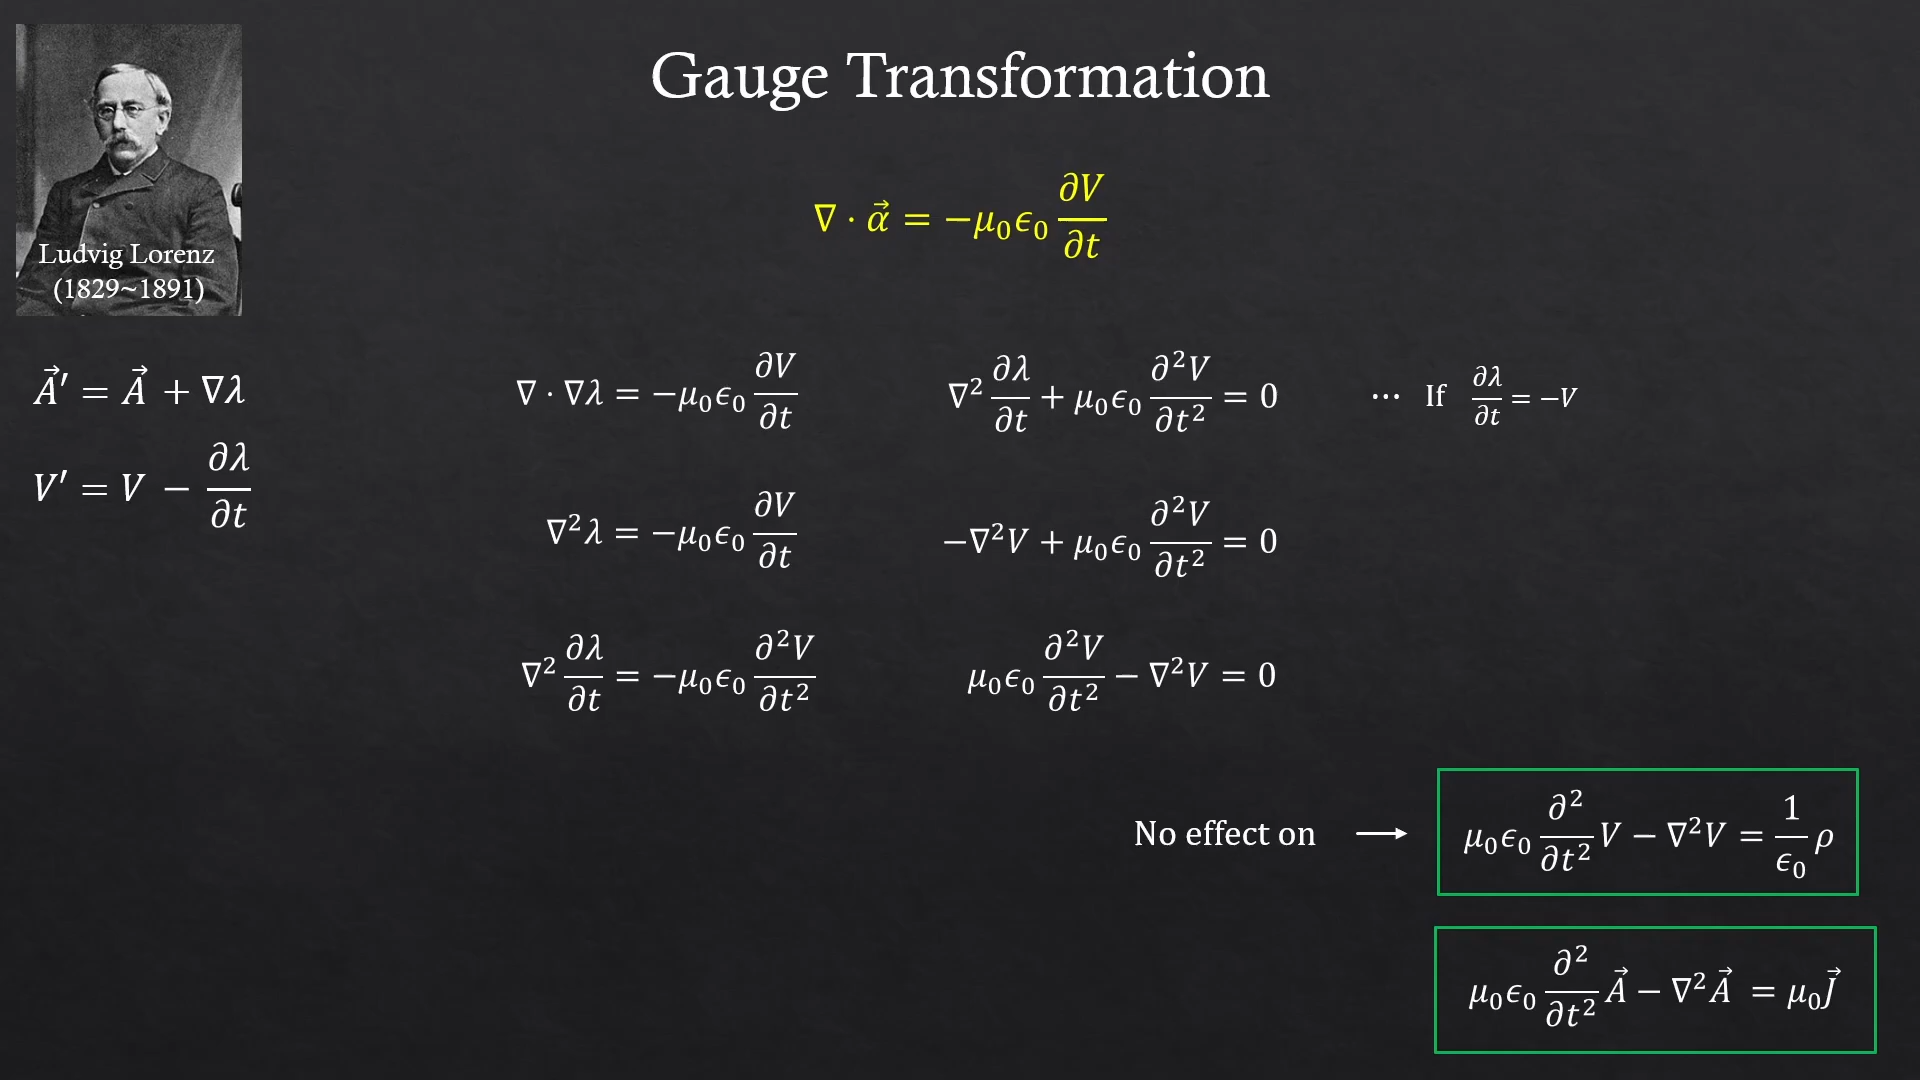 Gauge Transformation
Ludvig Lorenz
(1829~1891)
∇ · α⃗ = −μ₀ϵ₀ ∂V/∂t
A⃗′ = A⃗ + ∇λ
V′ = V − ∂λ/∂t
∇ · ∇λ = −μ₀ϵ₀ ∂V/∂t
∇²λ = −μ₀ϵ₀ ∂V/∂t
∇² ∂λ/∂t = −μ₀ϵ₀ ∂²V/∂t²
∇² ∂λ/∂t + μ₀ϵ₀ ∂²V/∂t² = 0 ⋯ If ∂λ/∂t = −V
−∇²V + μ₀ϵ₀ ∂²V/∂t² = 0
μ₀ϵ₀ ∂²V/∂t² − ∇²V = 0
No effect on → μ₀ϵ₀ ∂²/∂t² V − ∇²V = 1/ϵ₀ ρ
μ₀ϵ₀ ∂²/∂t² A⃗ − ∇²A⃗ = μ₀J⃗